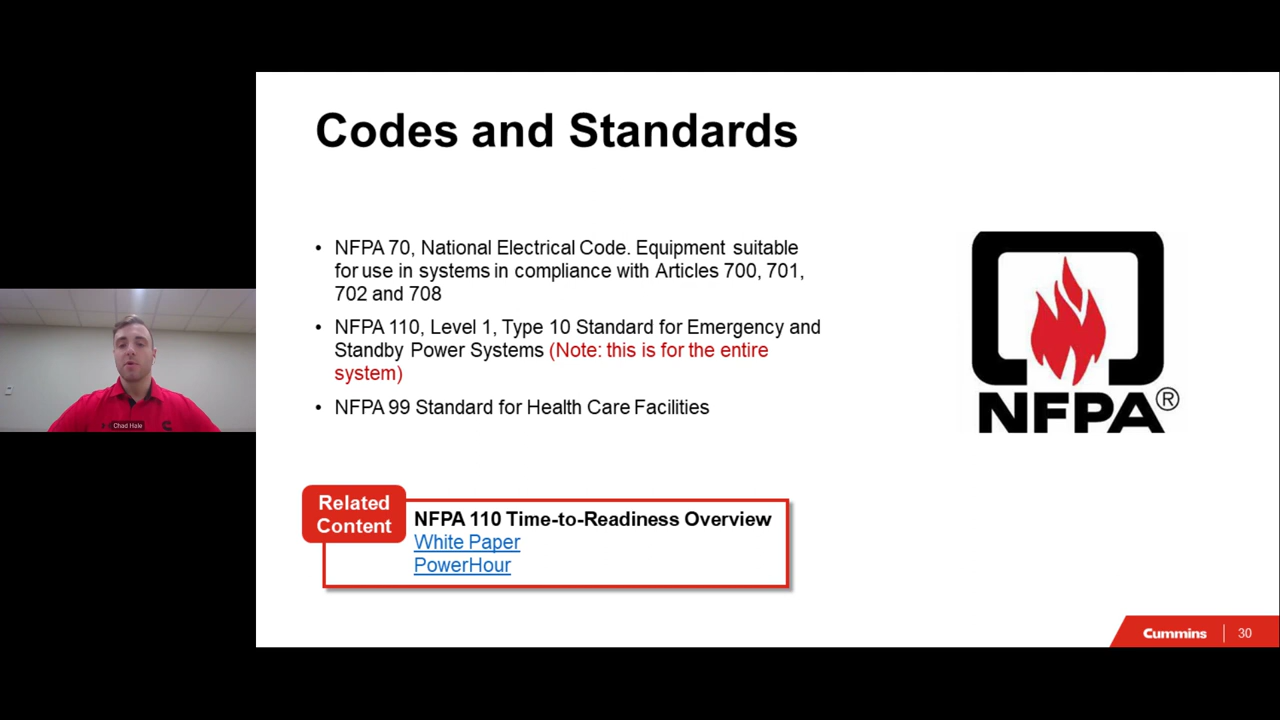 Codes and Standards
• NFPA 70, National Electrical Code. Equipment suitable
for use in systems in compliance with Articles 700, 701,
702 and 708
• NFPA 110, Level 1, Type 10 Standard for Emergency and
Standby Power Systems (Note: this is for the entire
system)
• NFPA 99 Standard for Health Care Facilities
NFPA®
Chad Hale
Related
Content
NFPA 110 Time-to-Readiness Overview
White Paper
PowerHour
Cummins
30